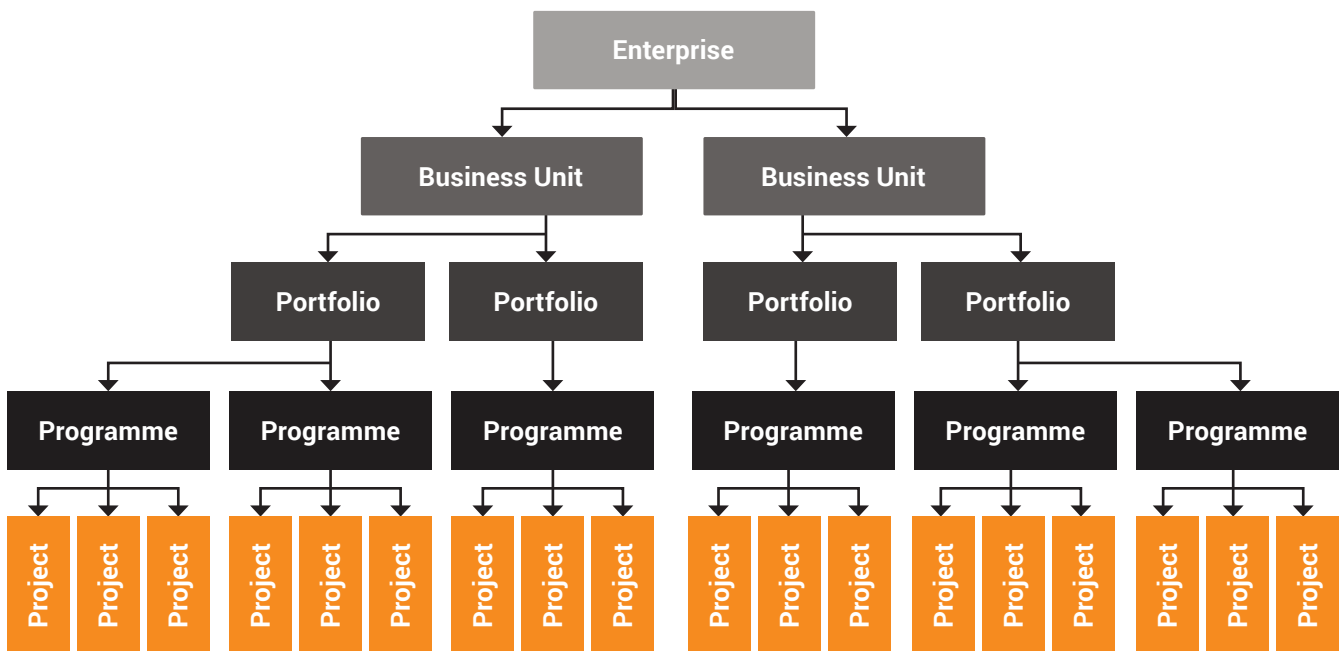 Enterprise
Business Unit Business Unit
Portfolio Portfolio Portfolio Portfolio
Programme Programme Programme Programme Programme Programme
Project Project Project Project Project Project Project Project Project Project Project Project Project Project Project Project Project Project